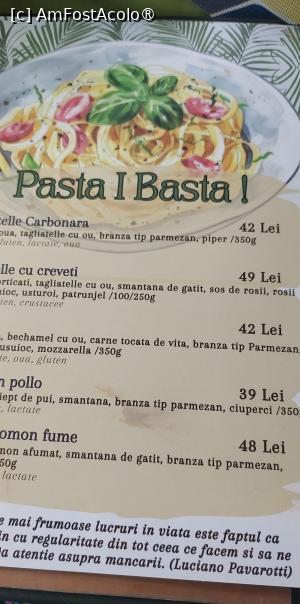 [c] AmFostAcolo®
Pasta I Basta !
telle Carbonara 42 Lei
oua, tagliatelle cu ou, branza tip parmezan, piper /350g
gluten, lactate, oua
elle cu creveti 49 Lei
orticati, tagliatelle cu ou, smantana de gatit, sos de rosii, rosii
uioc, usturoi, patrunjel /100/250g
ten, crustacee
42 Lei
, bechamel cu ou, carne tocata de vita, branza tip Parmezan
usuioc, mozzarella /350g
te, oua, gluten
n pollo 39 Lei
iept de pui, smantana, branza tip parmezan, ciuperci /350
, lactate
omon fume 48 Lei
mon afumat, smantana de gatit, branza tip parmezan,
50g
lactate
e mai frumoase lucruri in viata este faptul ca
in cu regularitate din tot ceea ce facem si sa ne
da atentie asupra mancarii. (Luciano Pavarotti)